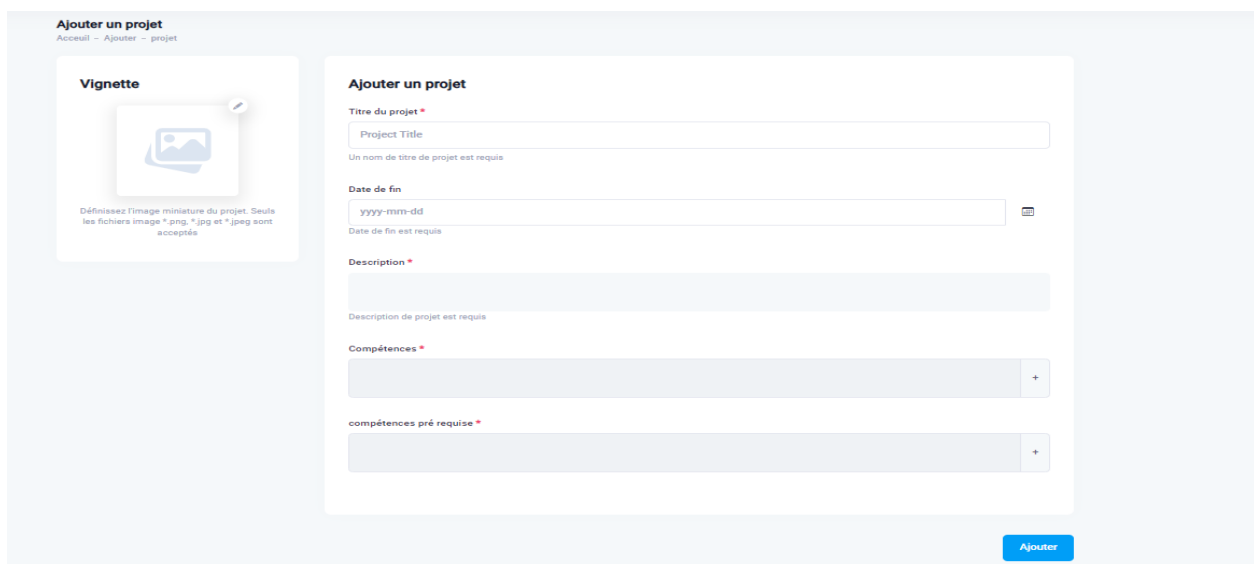 Ajouter un projet
Acceuil – Ajouter – projet
Vignette
Définissez l'image miniature du projet. Seuls
les fichiers image *.png, *.jpg et *.jpeg sont
acceptés
Ajouter un projet
Titre du projet *
Project Title
Un nom de titre de projet est requis
Date de fin
yyyy-mm-dd
Date de fin est requis
Description *
Description de projet est requis
Compétences *
+
compétences pré requise *
+
Ajouter